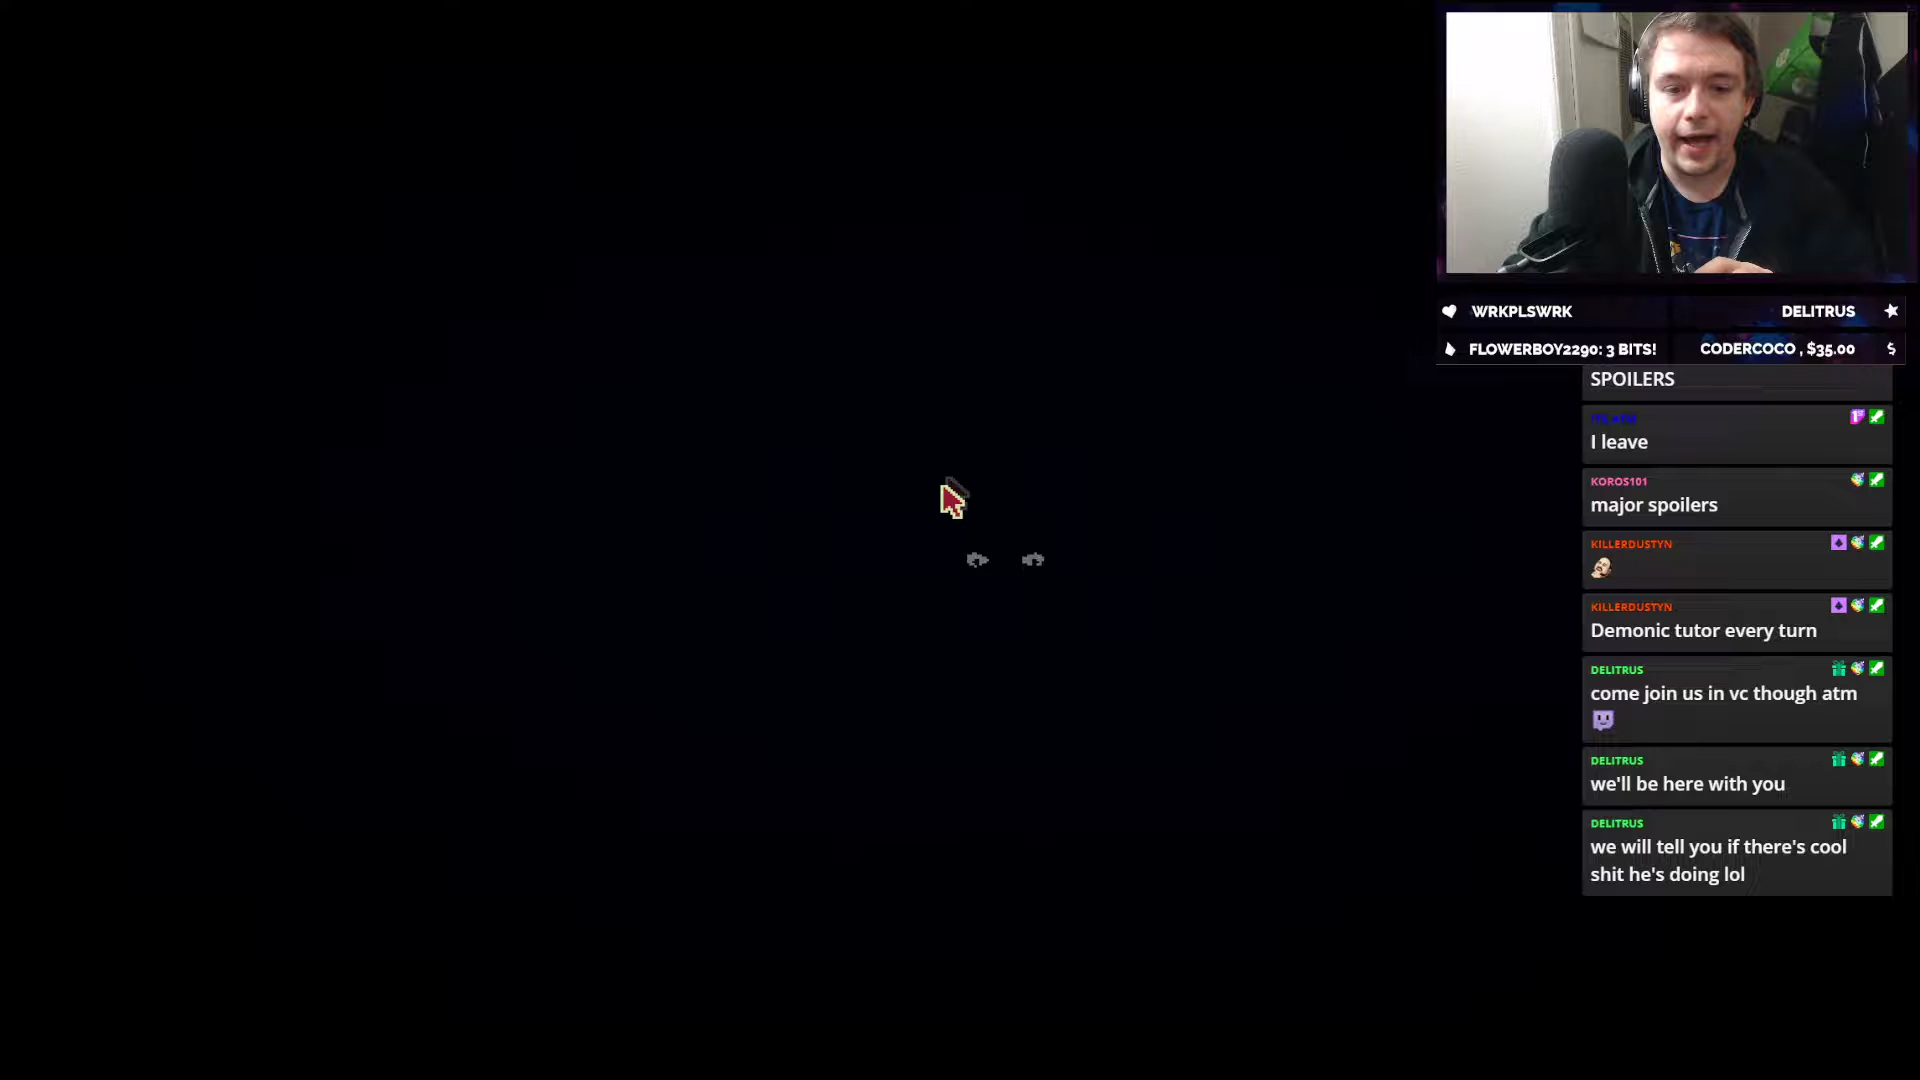 WRKPLSWRK
DELITRUS
FLOWERBOY2290: 3 BITS!
CODERCOCO , $35.00
$
SPOILERS
I leave
KOROS101
major spoilers
KILLERDUSTYN
KILLERDUSTYN
Demonic tutor every turn
DELITRUS
come join us in vc though atm
DELITRUS
we'll be here with you
DELITRUS
we will tell you if there's cool
shit he's doing lol